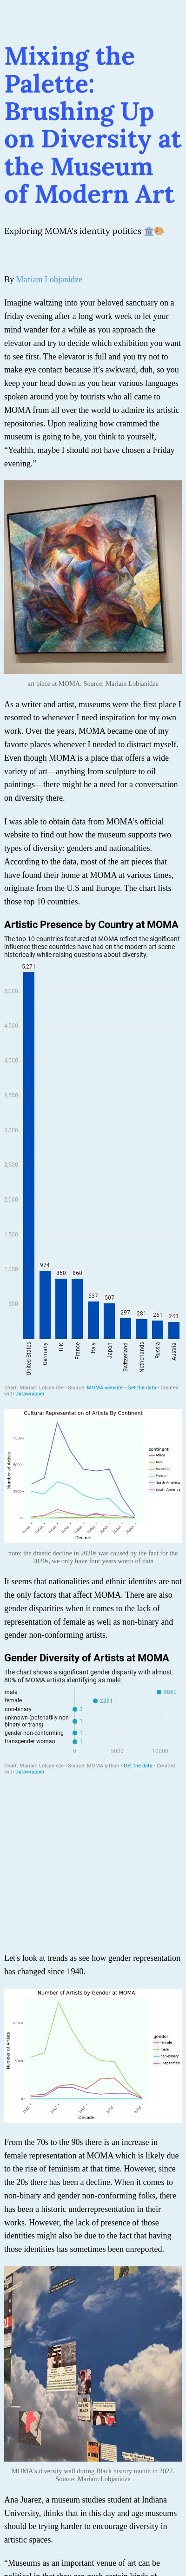 Mixing the
Palette:
Brushing Up
on Diversity at
the Museum
of Modern Art
Exploring MOMA's identity politics 🏛️🎨
By Mariam Lobjanidze
Imagine waltzing into your beloved sanctuary on a
friday evening after a long work week to let your
mind wander for a while as you approach the
elevator and try to decide which exhibition you want
to see first. The elevator is full and you try not to
make eye contact because it’s awkward, duh, so you
keep your head down as you hear various languages
spoken around you by tourists who all came to
MOMA from all over the world to admire its artistic
repositories. Upon realizing how crammed the
museum is going to be, you think to yourself,
“Yeahhh, maybe I should not have chosen a Friday
evening.”
art piece at MOMA. Source: Mariam Lobjanidze
As a writer and artist, museums were the first place I
resorted to whenever I need inspiration for my own
work. Over the years, MOMA became one of my
favorite places whenever I needed to distract myself.
Even though MOMA is a place that offers a wide
variety of art—anything from sculpture to oil
paintings—there might be a need for a conversation
on diversity there.
I was able to obtain data from MOMA’s official
website to find out how the museum supports two
types of diversity: genders and nationalities.
According to the data, most of the art pieces that
have found their home at MOMA at various times,
originate from the U.S and Europe. The chart lists
those top 10 countries.
Artistic Presence by Country at MOMA
The top 10 countries featured at MOMA reflect the significant
influence these countries have had on the modern art scene
historically while raising questions about diversity.
5,271
5,000
4,500
4,000
3,500
3,000
2,500
2,000
1,500
1,000
500
974
860
860
537
507
297
281
261
243
United States
Germany
U.K
France
Italy
Japan
Switzerland
Netherlands
Russia
Austria
Chart: Mariam Lobjanidze • Source: MOMA website • Get the data • Created
with Datawrapper
Cultural Representation of Artists By Continent
Number of Artists
7500
5000
2500
0
Decade
continent
Africa
Asia
Australia
Europe
North America
South America
note: the drastic decline in 2020s was caused by the fact for the
2020s, we only have four years worth of data
It seems that nationalities and ethnic identities are not
the only factors that affect MOMA. There are also
gender disparities when it comes to the lack of
representation of female as well as non-binary and
gender non-conforming artists.
Gender Diversity of Artists at MOMA
The chart shows a significant gender disparity with almost
80% of MOMA artists identifying as male.
male 9860
female 2391
non-binary 3
unknown (potenatilly non-
binary or trans) 1
gender non-conforming 1
transgender woman 1
0 5000 10000
Chart: Mariam Lobjanidze • Source: MOMA github • Get the data • Created
with Datawrapper
Let's look at trends as see how gender representation
has changed since 1940.
Number of Artists by Gender at MOMA
Number of Artists
10000
5000
0
Decade
gender
female
male
non-binary
unspecified
From the 70s to the 90s there is an increase in
female representation at MOMA which is likely due
to the rise of feminism at that time. However, since
the 20s there has been a decline. When it comes to
non-binary and gender non-conforming folks, there
has been a historic underrepresentation in their
works. However, the lack of presence of those
identities might also be due to the fact that having
those identities has sometimes been unreported.
MOMA's diversity wall during Black history month in 2022.
Source: Mariam Lobjanidze
Ana Juarez, a museum studies student at Indiana
University, thinks that in this day and age museums
should be trying harder to encourage diversity in
artistic spaces.
“Museums as an important venue of art can be